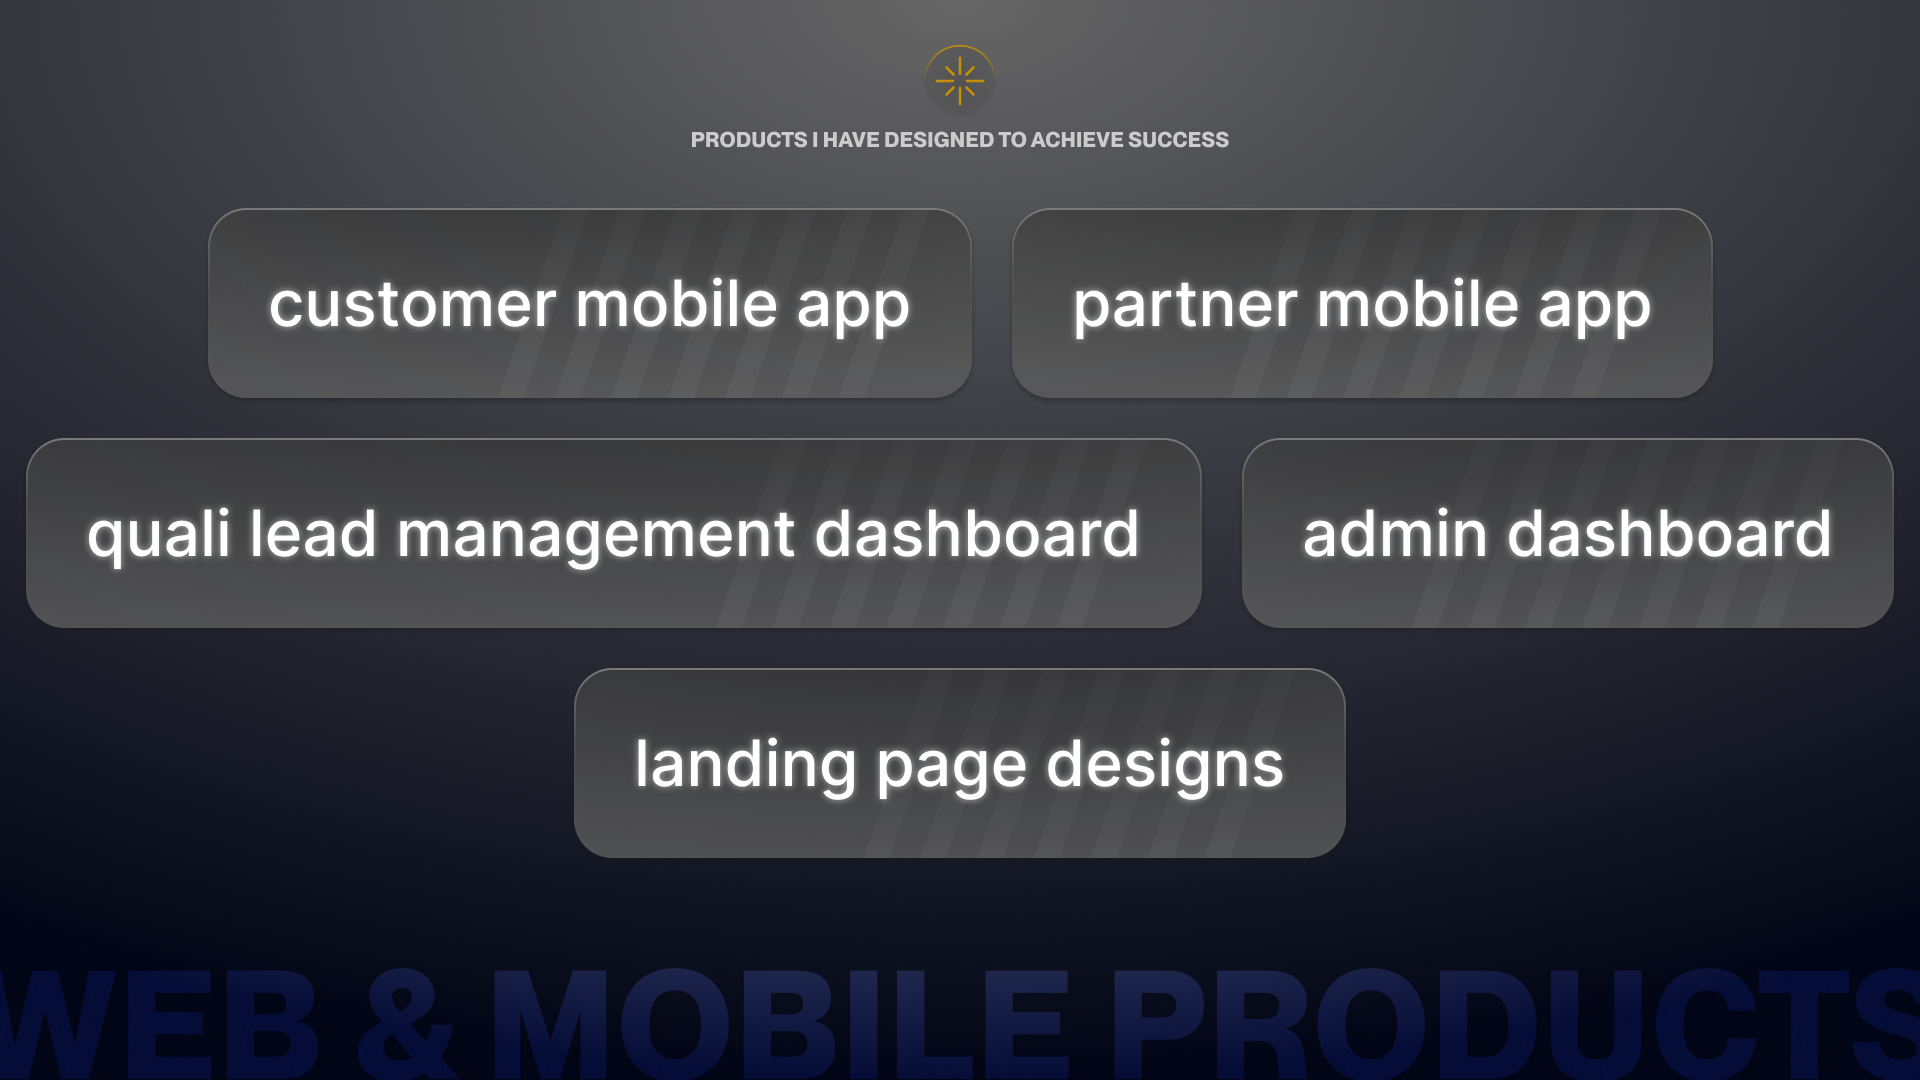 PRODUCTS I HAVE DESIGNED TO ACHIEVE SUCCESS
customer mobile app
partner mobile app
quali lead management dashboard
admin dashboard
landing page designs
WEB & MOBILE PRODUCTS